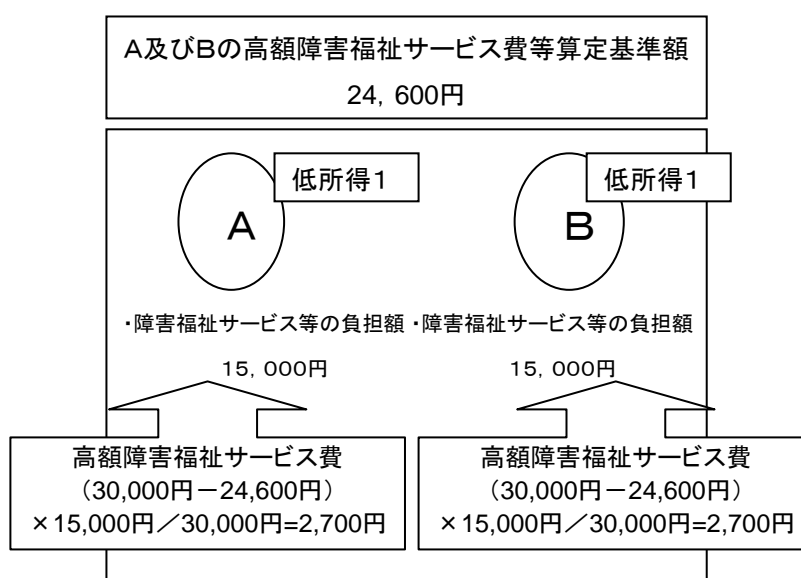 A及びBの高額障害福祉サービス費等算定基準額
24,600円
低所得1
低所得1
A
B
・障害福祉サービス等の負担額
・障害福祉サービス等の負担額
15,000円
15,000円
高額障害福祉サービス費
(30,000円-24,600円)
×15,000円/30,000円=2,700円
高額障害福祉サービス費
(30,000円-24,600円)
×15,000円/30,000円=2,700円